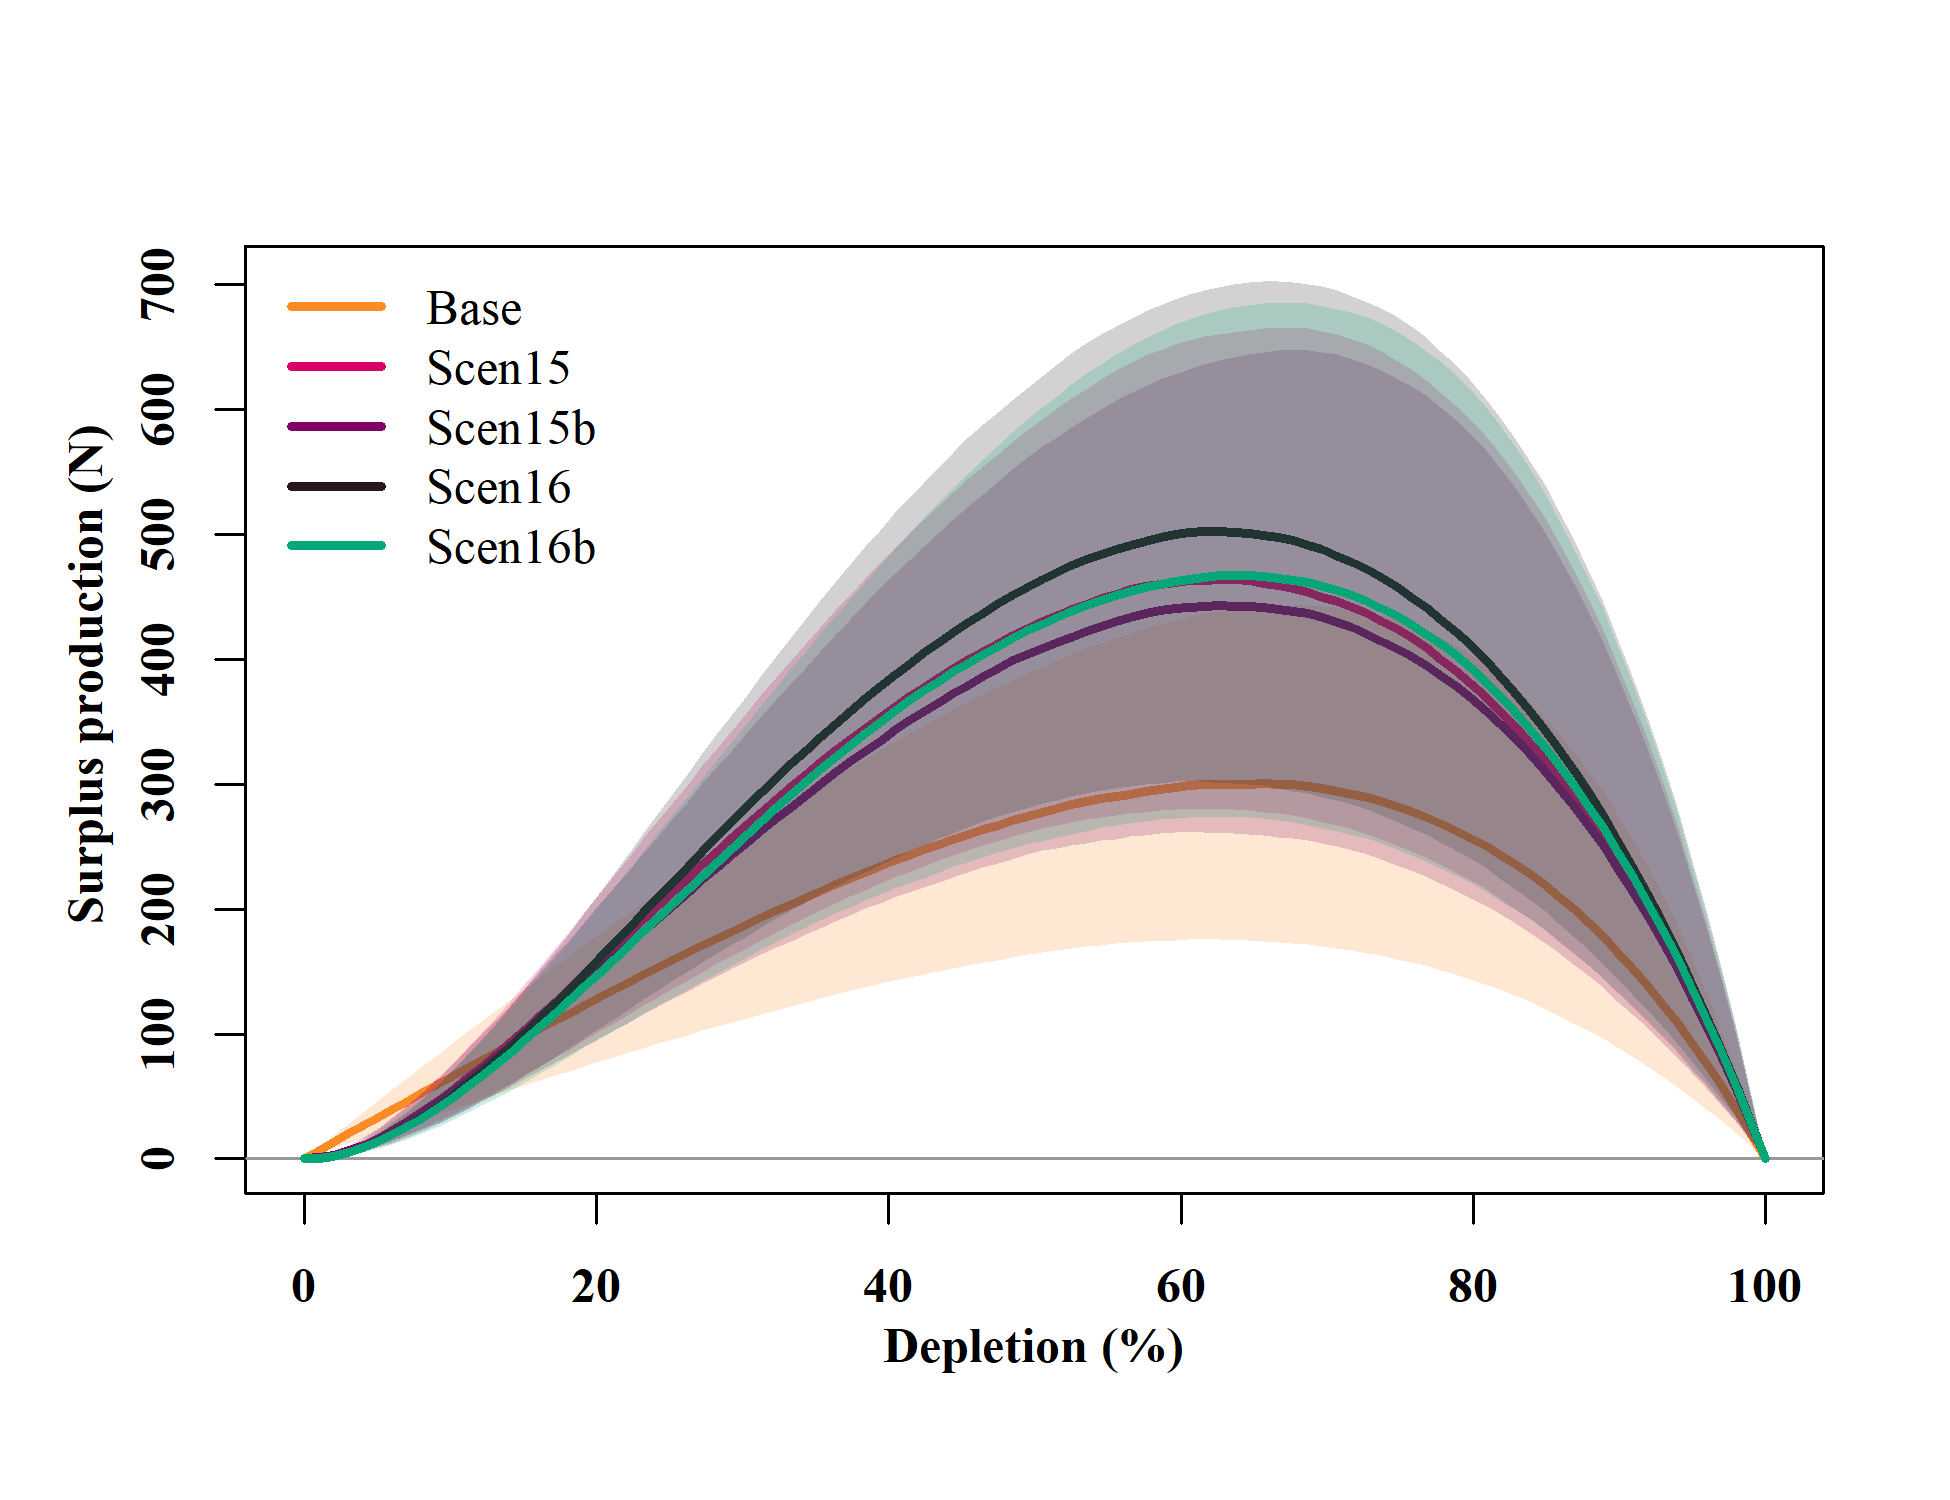 Base
Scen15
Scen15b
Scen16
Scen16b
Surplus production (N)
700
600
500
400
300
200
100
0
0 20 40 60 80 100
Depletion (%)